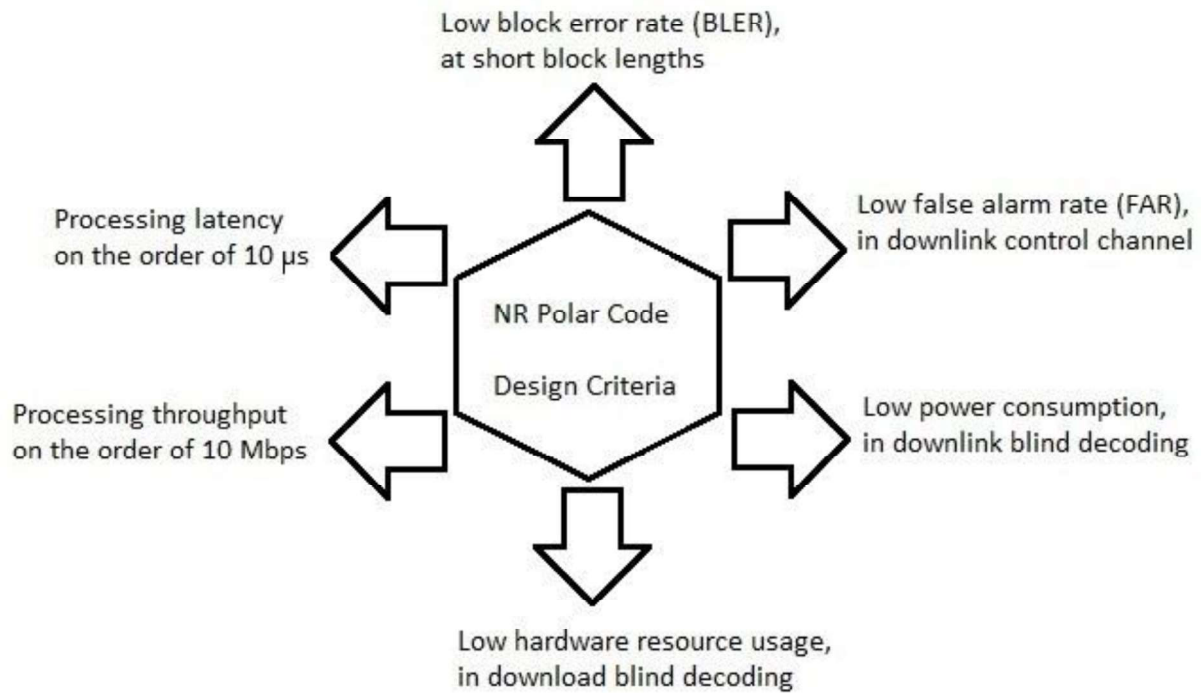 Low block error rate (BLER),
at short block lengths
Processing latency
on the order of 10 µs
Low false alarm rate (FAR),
in downlink control channel
NR Polar Code
Design Criteria
Processing throughput
on the order of 10 Mbps
Low power consumption,
in downlink blind decoding
Low hardware resource usage,
in download blind decoding